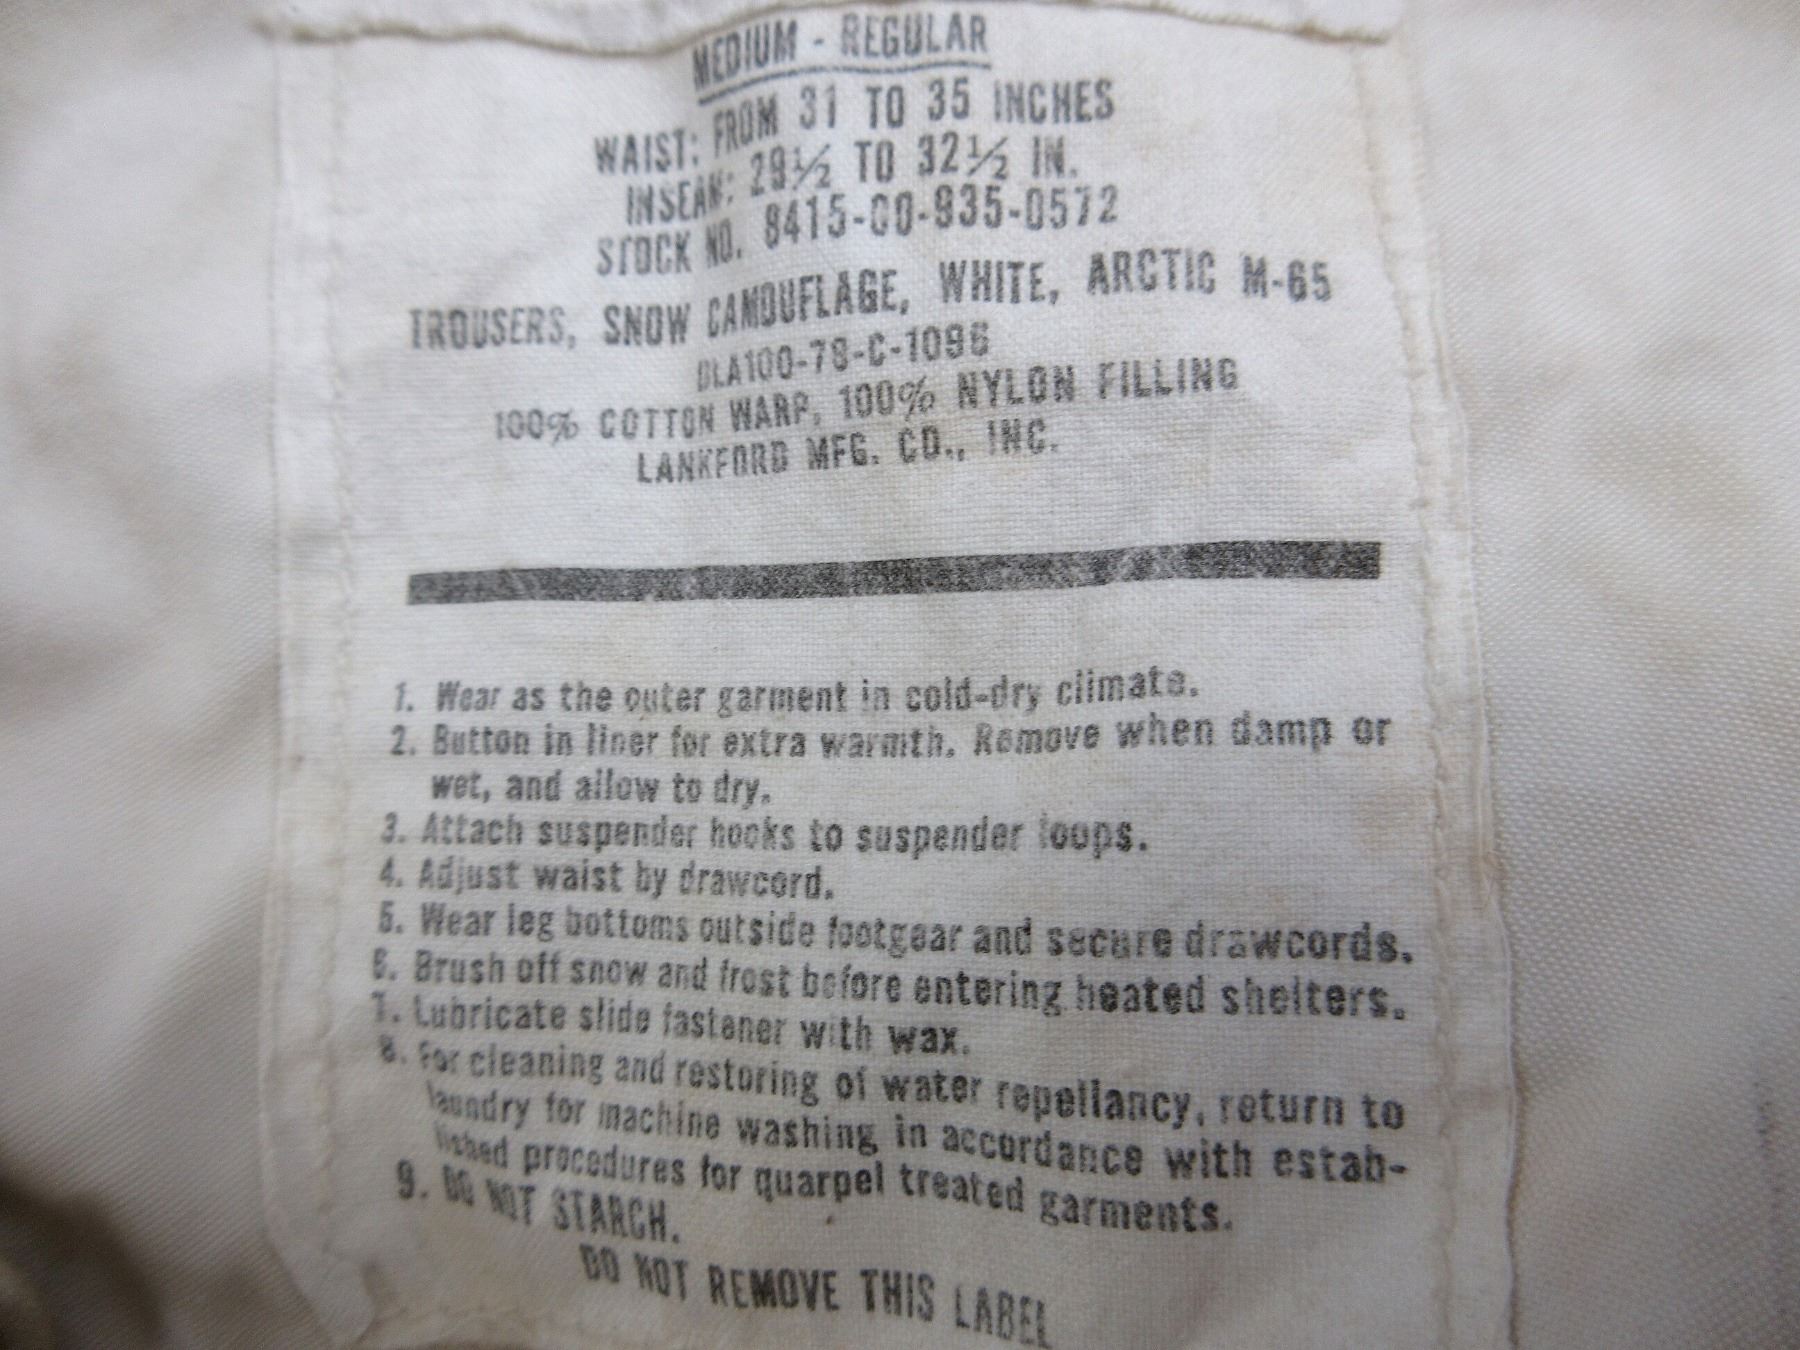 MEDIUM - REGULAR
WAIST: FROM 31 TO 35 INCHES
INSEAM: 29½ TO 32½ IN.
STOCK NO. 8415-00-935-0572
TROUSERS, SNOW CAMOUFLAGE, WHITE, ARCTIC M-65
DLA100-78-C-1096
100% COTTON WARP, 100% NYLON FILLING
LANKFORD MFG. CO., INC.
1. Wear as the outer garment in cold-dry climate.
2. Button in liner for extra warmth. Remove when damp or
wet, and allow to dry.
3. Attach suspender hooks to suspender loops.
4. Adjust waist by drawcord.
5. Wear leg bottoms outside footgear and secure drawcords.
6. Brush off snow and frost before entering heated shelters.
7. Lubricate slide fastener with wax.
8. For cleaning and restoring of water repellancy, return to
laundry for machine washing in accordance with estab-
lished procedures for quarpel treated garments.
9. DO NOT STARCH.
DO NOT REMOVE THIS LABEL